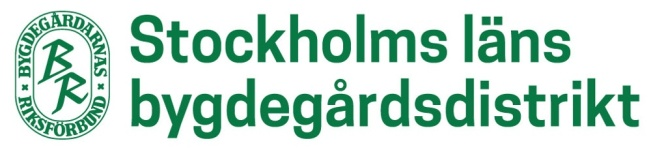 BYGDEGÅRDARNAS
BR
RIKSFÖRBUND
Stockholms läns
bygdegårdsdistrikt